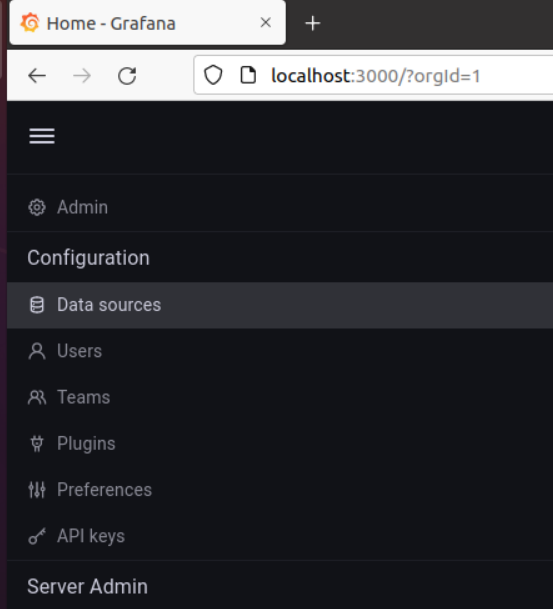 Home - Grafana
localhost:3000/?orgId=1
Admin
Configuration
Data sources
Users
Teams
Plugins
Preferences
API keys
Server Admin